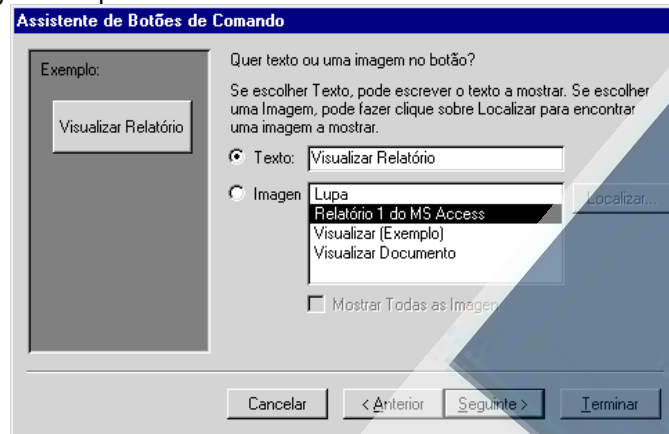 Assistente de Botões de Comando
Exemplo:
Visualizar Relatório
Quer texto ou uma imagem no botão?
Se escolher Texto, pode escrever o texto a mostrar. Se escolher
uma Imagem, pode fazer clique sobre Localizar para encontrar
uma imagem a mostrar.
Texto: Visualizar Relatório
Imagen Lupa
Relatório 1 do MS Access
Visualizar (Exemplo)
Visualizar Documento
Localizar...
Mostrar Todas as Imagen
Cancelar < Anterior Seguinte > Terminar